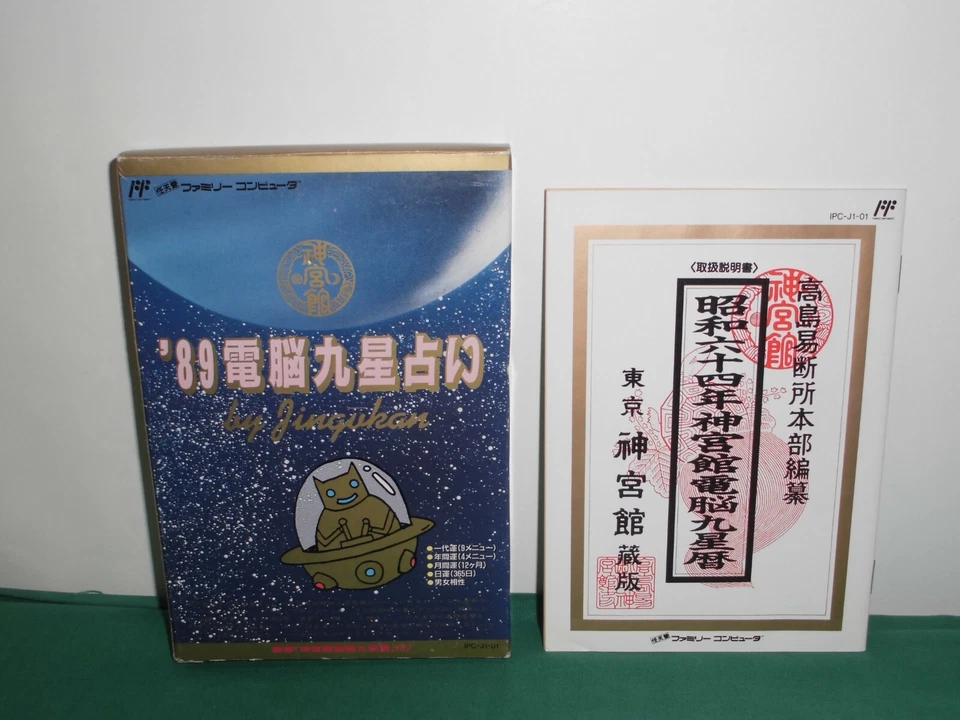 任天堂 ファミリー コンピュータ
神宮館
'89電脳九星占い
by Jingukan
●一代運(9メニュー)
●年間運(4メニュー)
●月間運(12ヶ月)
●日運(365日)
●男女相性
IPC-J1-01
IPC-J1-01
〈取扱説明書〉
神宮館
高島易断所本部編纂
昭和六十四年神宮館電脳九星暦
東京神宮館蔵版
任天堂 ファミリー コンピュータ